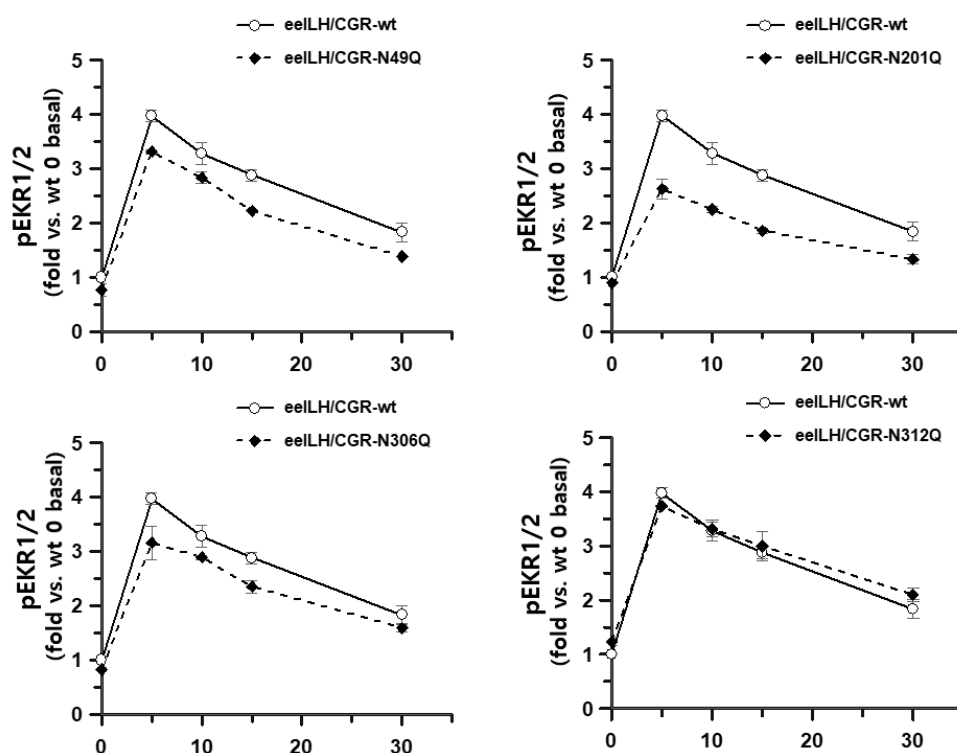 eelLH/CGR-wt
eelLH/CGR-N49Q
pEKR1/2
(fold vs. wt 0 basal)
5
4
3
2
1
0
0 10 20 30
eelLH/CGR-wt
eelLH/CGR-N201Q
pEKR1/2
(fold vs. wt 0 basal)
5
4
3
2
1
0
0 10 20 30
eelLH/CGR-wt
eelLH/CGR-N306Q
pEKR1/2
(fold vs. wt 0 basal)
5
4
3
2
1
0
0 10 20 30
eelLH/CGR-wt
eelLH/CGR-N312Q
pEKR1/2
(fold vs. wt 0 basal)
5
4
3
2
1
0
0 10 20 30